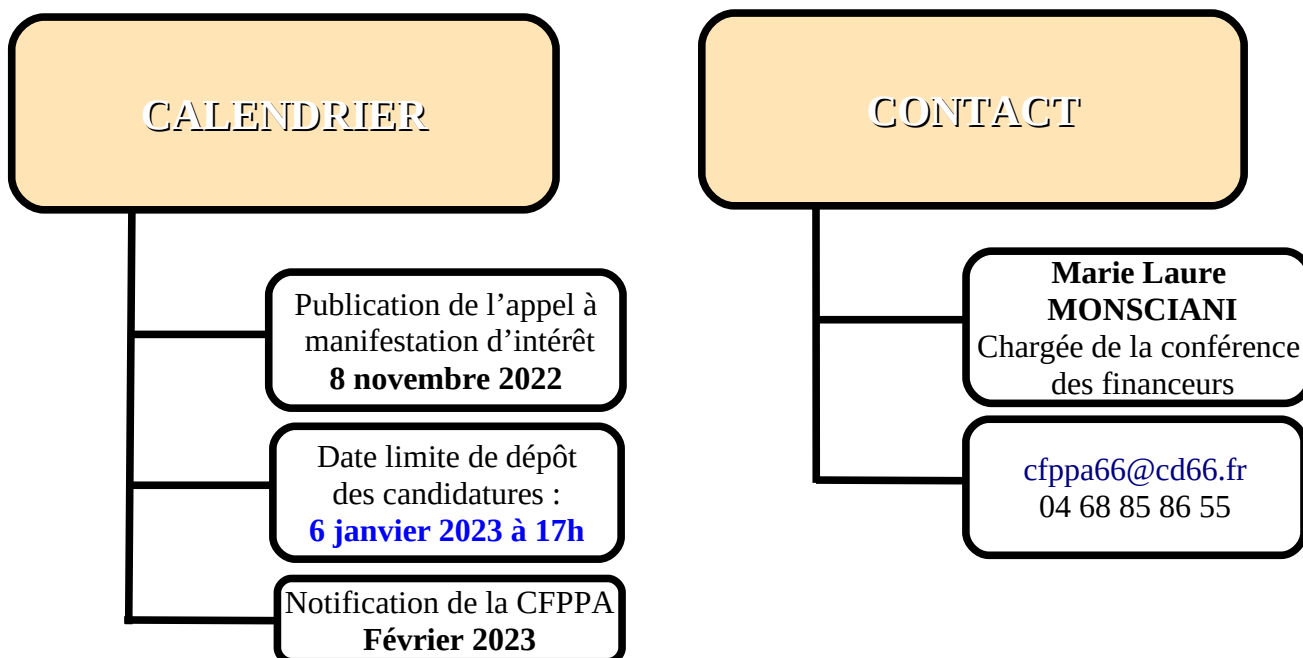 CALENDRIER
Publication de l’appel à
manifestation d’intérêt
8 novembre 2022
Date limite de dépôt
des candidatures :
6 janvier 2023 à 17h
Notification de la CFPPA
Février 2023
CONTACT
Marie Laure
MONSCIANI
Chargée de la conférence
des financeurs
cfppa66@cd66.fr
04 68 85 86 55